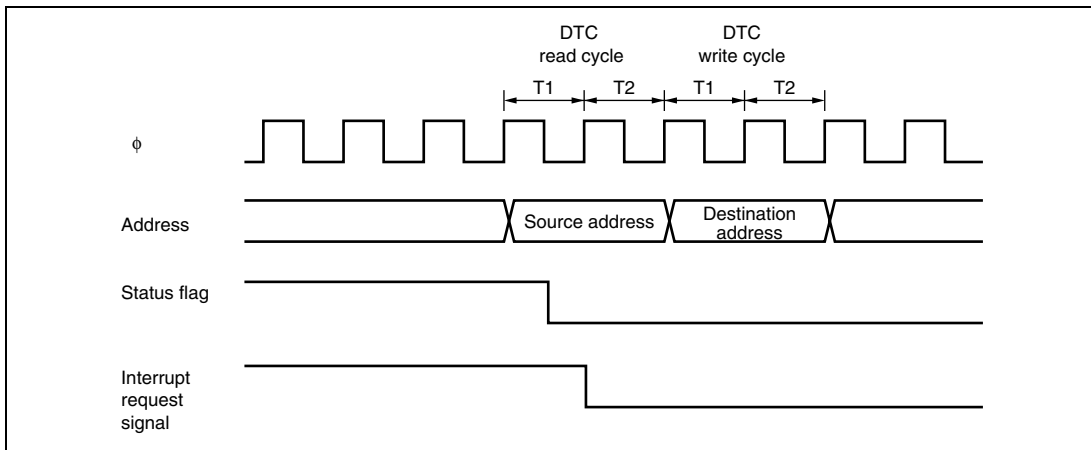 DTC
read cycle
DTC
write cycle
T1
T2
T1
T2
ϕ
Address
Source address
Destination
address
Status flag
Interrupt
request
signal